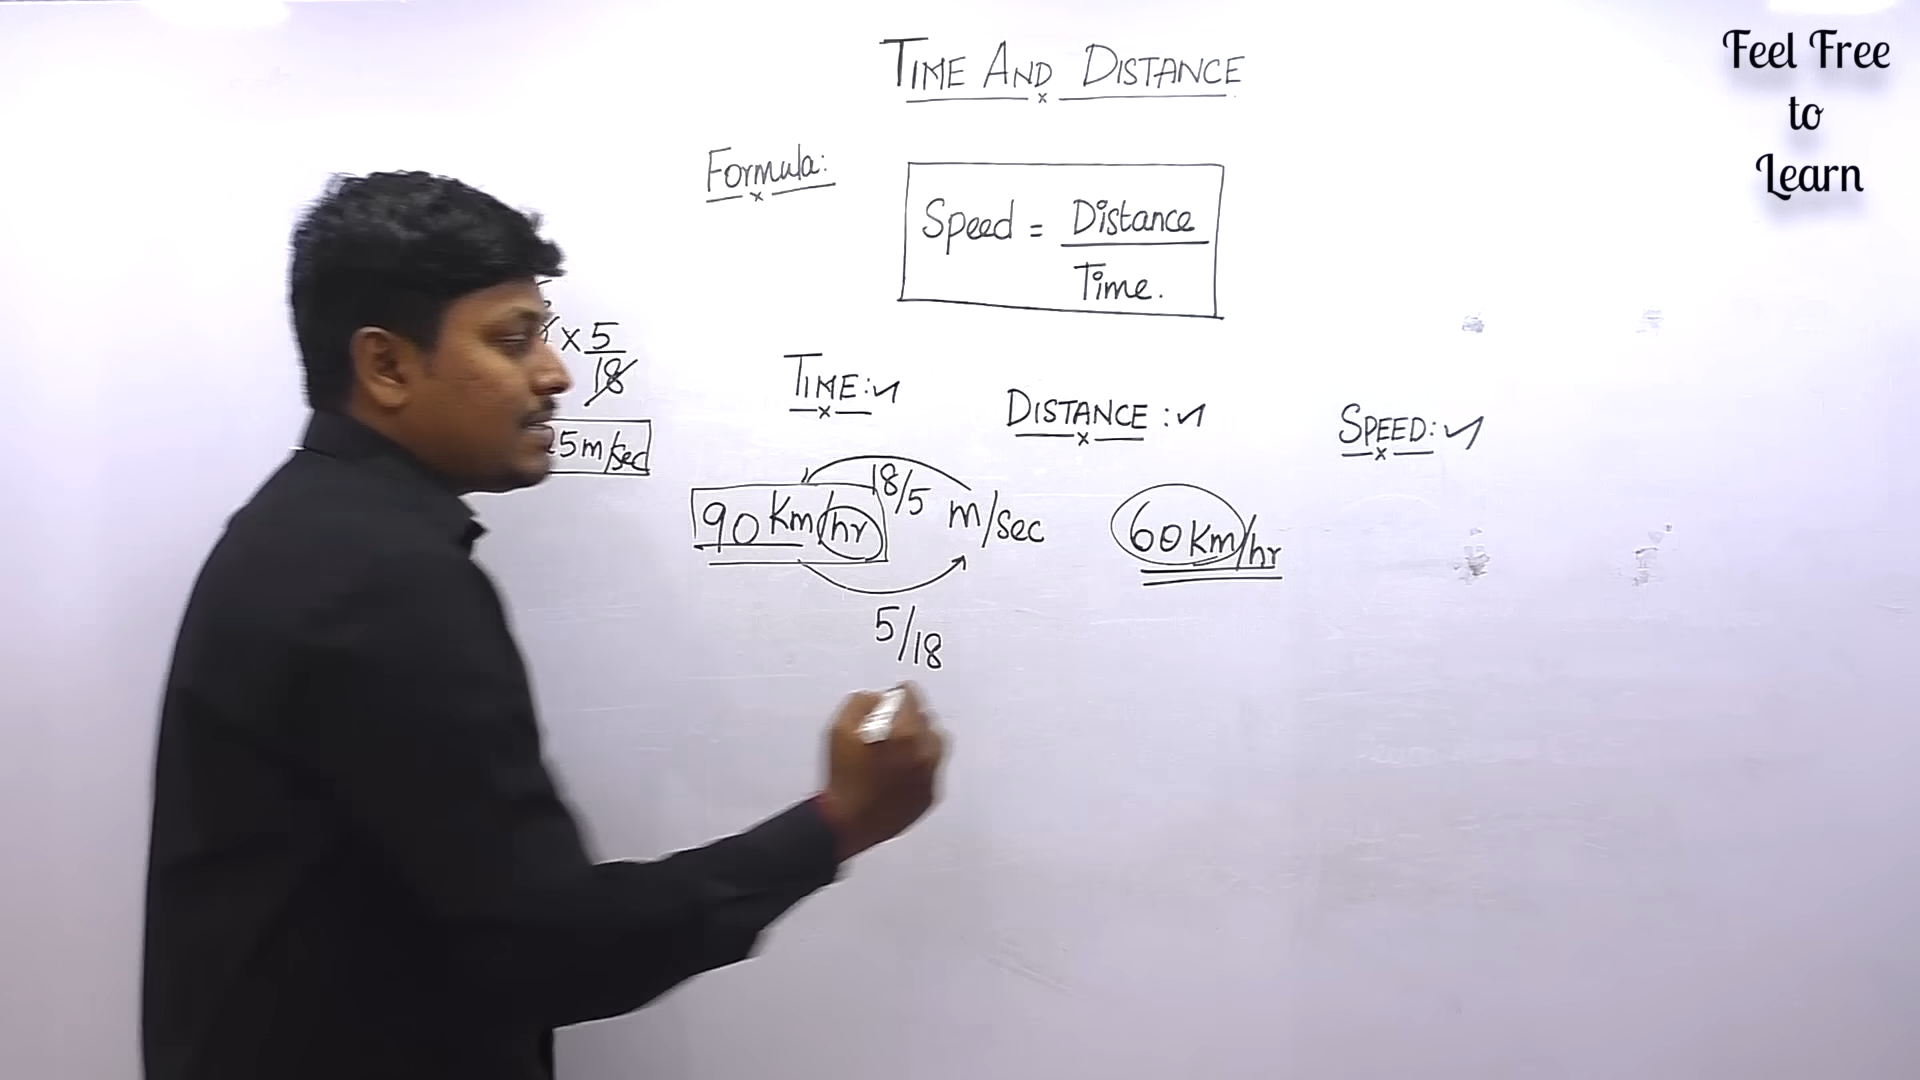 TIME AND DISTANCE
Feel Free
to
Learn
Formula:
Speed = Distance
Time.
x 5
18
25m/sec
TIME:
DISTANCE :
SPEED:
18/5
90 Km/hr
m/sec
60Km/hr
5/18